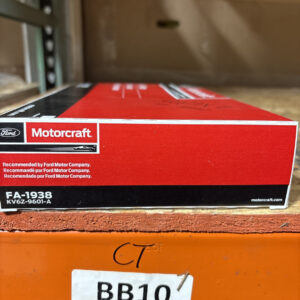 Ford
Motorcraft
Recommended by Ford Motor Company.
Recommandé par Ford Motor Company.
Recomendado por Ford Motor Company.
FA-1938
KV6Z-9601-A
motorcraft.com
CT
BB10